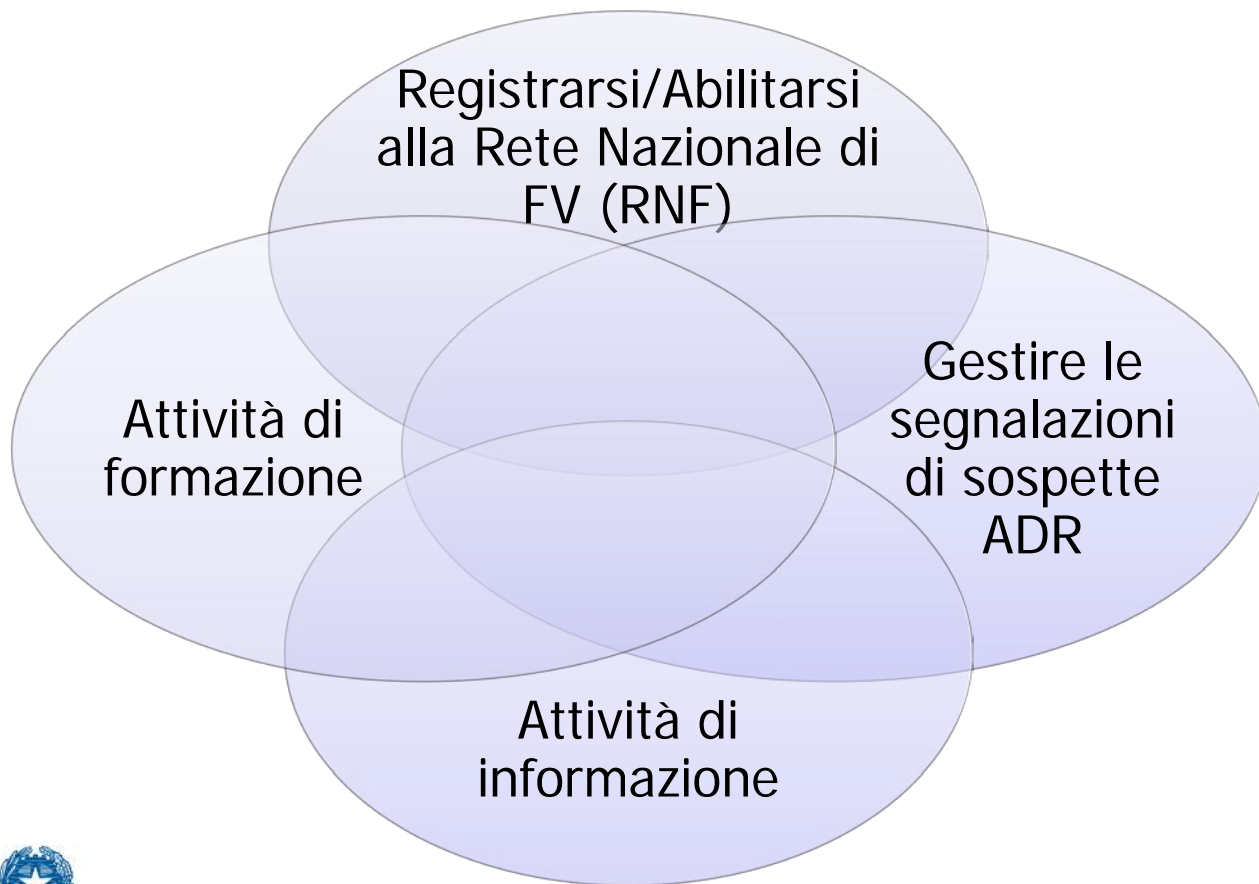 Registrarsi/Abilitarsi
alla Rete Nazionale di
FV (RNF)
Attività di
formazione
Gestire le
segnalazioni
di sospette
ADR
Attività di
informazione